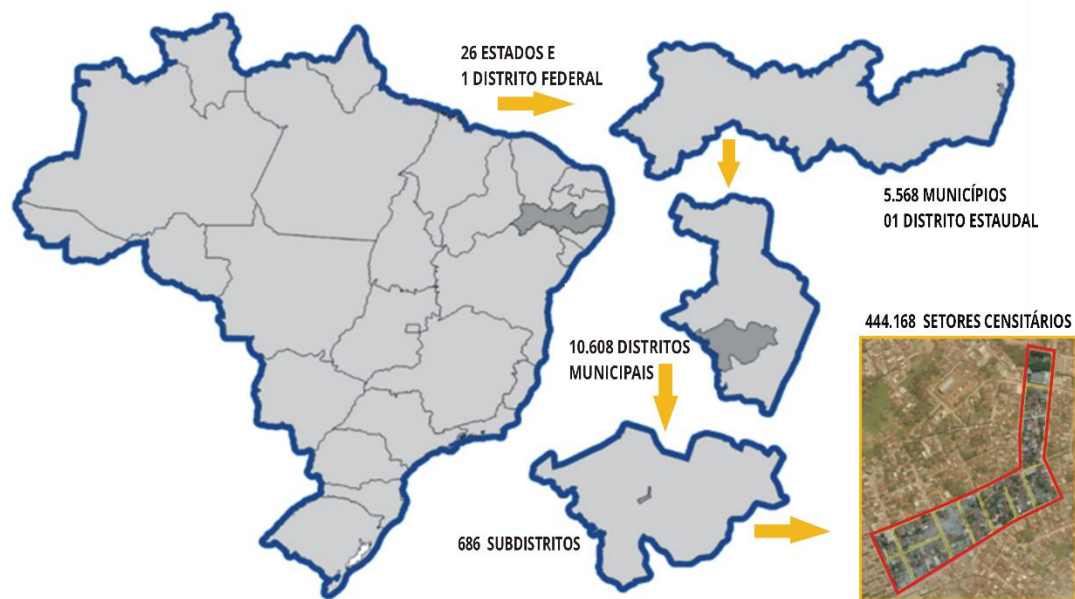 26 ESTADOS E
1 DISTRITO FEDERAL
5.568 MUNICÍPIOS
01 DISTRITO ESTAUDAL
444.168 SETORES CENSITÁRIOS
10.608 DISTRITOS
MUNICIPAIS
686 SUBDISTRITOS